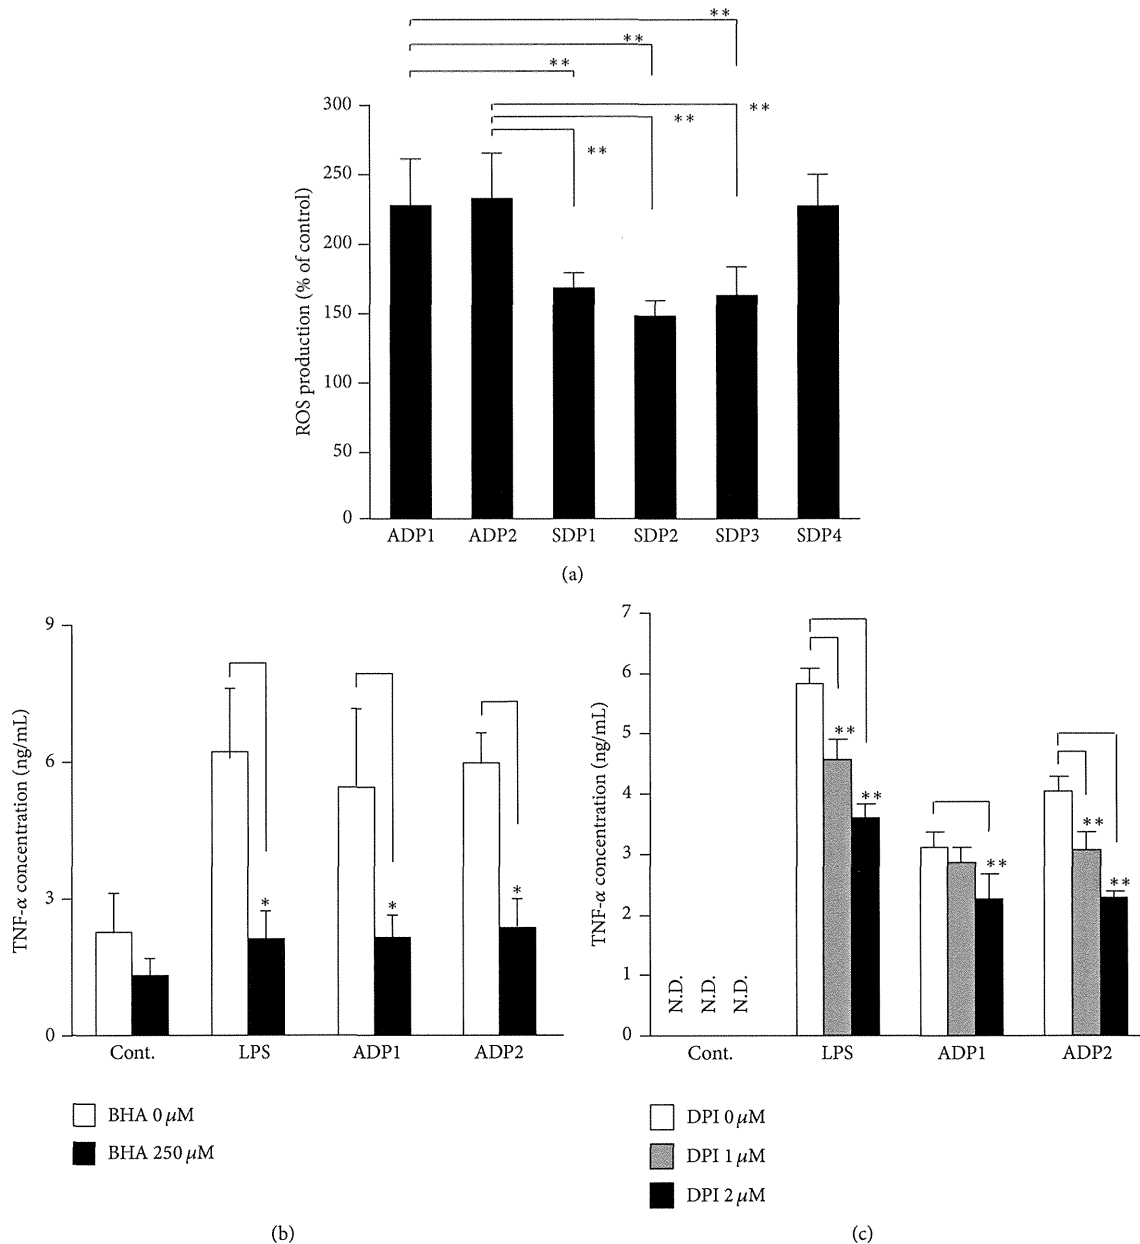 **
**
**
**
**
**
300
250
200
150
100
50
0
ROS production (% of control)
ADP1 ADP2 SDP1 SDP2 SDP3 SDP4
(a)
9
6
3
0
TNF-α concentration (ng/mL)
*
*
*
Cont. LPS ADP1 ADP2
BHA 0 μM
BHA 250 μM
(b)
7
6
5
4
3
2
1
0
TNF-α concentration (ng/mL)
N.D. N.D. N.D.
**
**
**
**
**
Cont. LPS ADP1 ADP2
DPI 0 μM
DPI 1 μM
DPI 2 μM
(c)